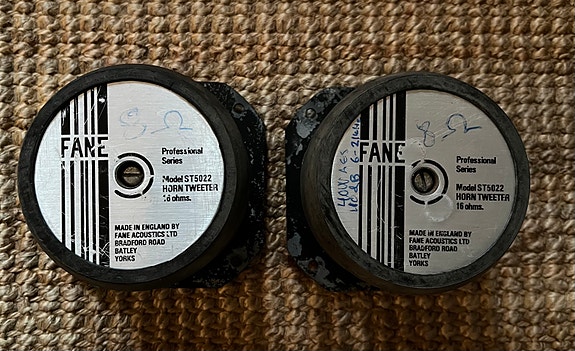 8 Ω
FANE
Professional
Series
Model ST5022
HORN TWEETER
16 ohms.
MADE IN ENGLAND BY
FANE ACOUSTICS LTD
BRADFORD ROAD
BATLEY
YORKS
8 Ω
FANE
Professional
Series
Model ST5022
HORN TWEETER
16 ohms.
MADE IN ENGLAND BY
FANE ACOUSTICS LTD
BRADFORD ROAD
BATLEY
YORKS